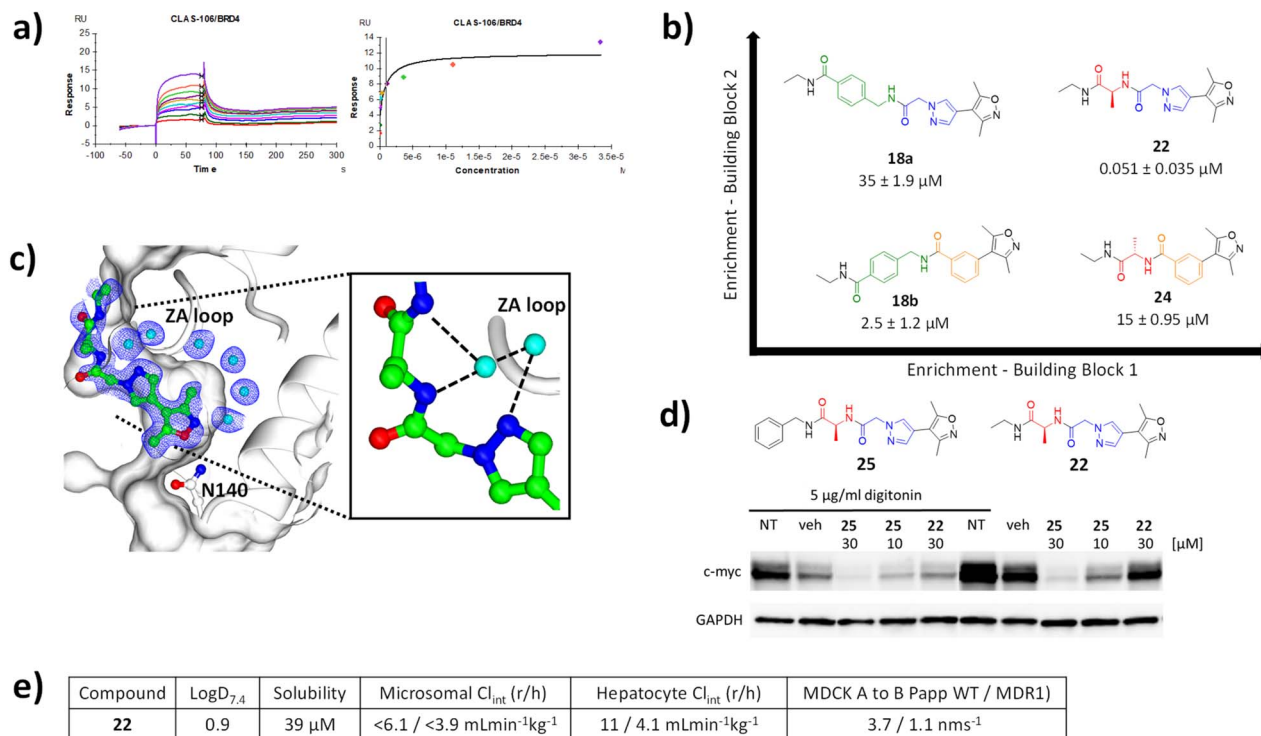 a)
CLAS-106/BRD4
RU
25
20
15
10
5
0
-5
-100
-50
0
50
100
150
200
250
300
Response
Time
s
CLAS-106/BRD4
RU
14
12
10
8
6
4
2
0
0
5e-6
1e-5
1.5e-5
2e-5
2.5e-5
3e-5
3.5e-5
Response
Concentration
b)
Enrichment - Building Block 2
18a
35 ± 1.9 µM
22
0.051 ± 0.035 µM
18b
2.5 ± 1.2 µM
24
15 ± 0.95 µM
Enrichment - Building Block 1
c)
ZA loop
N140
ZA loop
d)
25
22
5 µg/ml digitonin
NT veh 25 25 22 NT veh 25 25 22
30 10 30 30 10 30 [µM]
c-myc
GAPDH
e)
Compound LogD7.4 Solubility Microsomal Clint (r/h) Hepatocyte Clint (r/h) MDCK A to B Papp WT / MDR1)
22 0.9 39 µM <6.1 / <3.9 mLmin-1kg-1 11 / 4.1 mLmin-1kg-1 3.7 / 1.1 nms-1